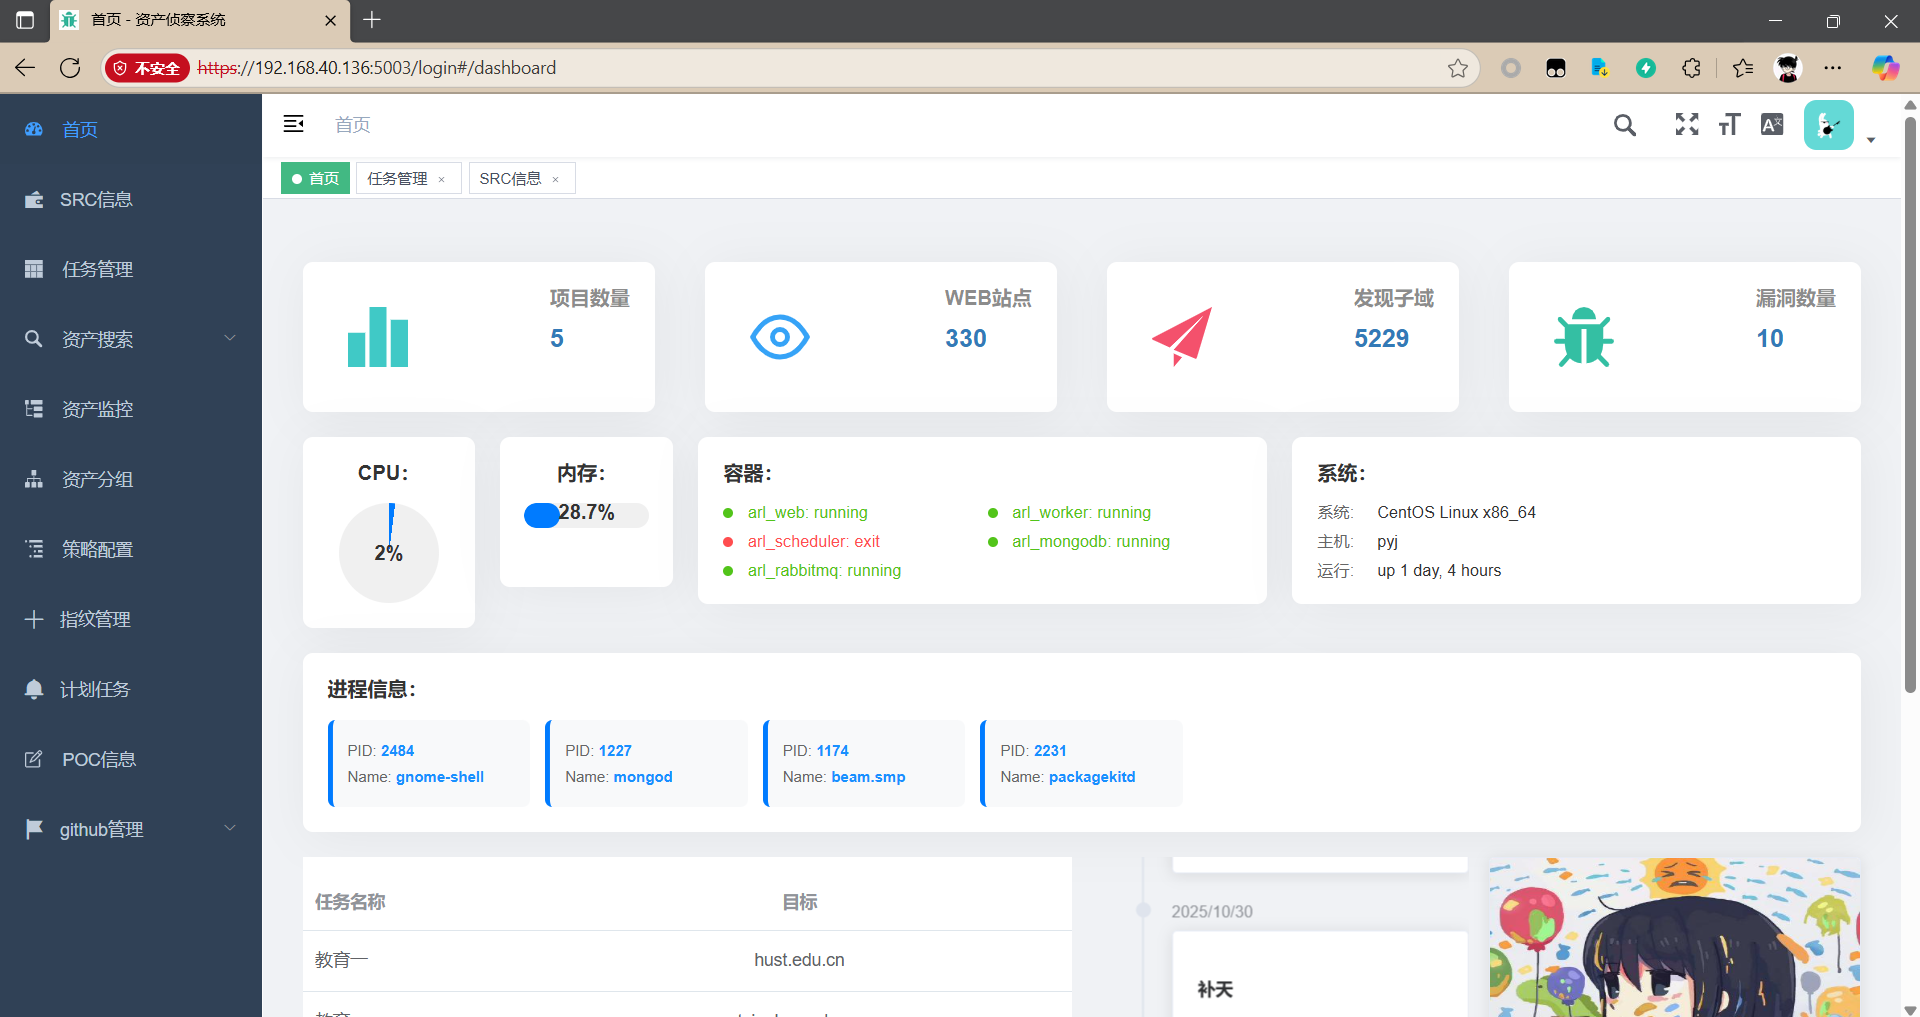 首页 - 资产侦察系统
不安全
https://192.168.40.136:5003/login#/dashboard
首页
SRC信息
任务管理
资产搜索
资产监控
资产分组
策略配置
指纹管理
计划任务
POC信息
github管理
首页
首页
任务管理 ×
SRC信息 ×
项目数量
5
WEB站点
330
发现子域
5229
漏洞数量
10
CPU：
2%
内存：
28.7%
容器：
arl_web: running
arl_worker: running
arl_scheduler: exit
arl_mongodb: running
arl_rabbitmq: running
系统：
系统: CentOS Linux x86_64
主机: pyj
运行: up 1 day, 4 hours
进程信息：
PID: 2484
Name: gnome-shell
PID: 1227
Name: mongod
PID: 1174
Name: beam.smp
PID: 2231
Name: packagekitd
任务名称 目标
教育一 hust.edu.cn
2025/10/30
补天